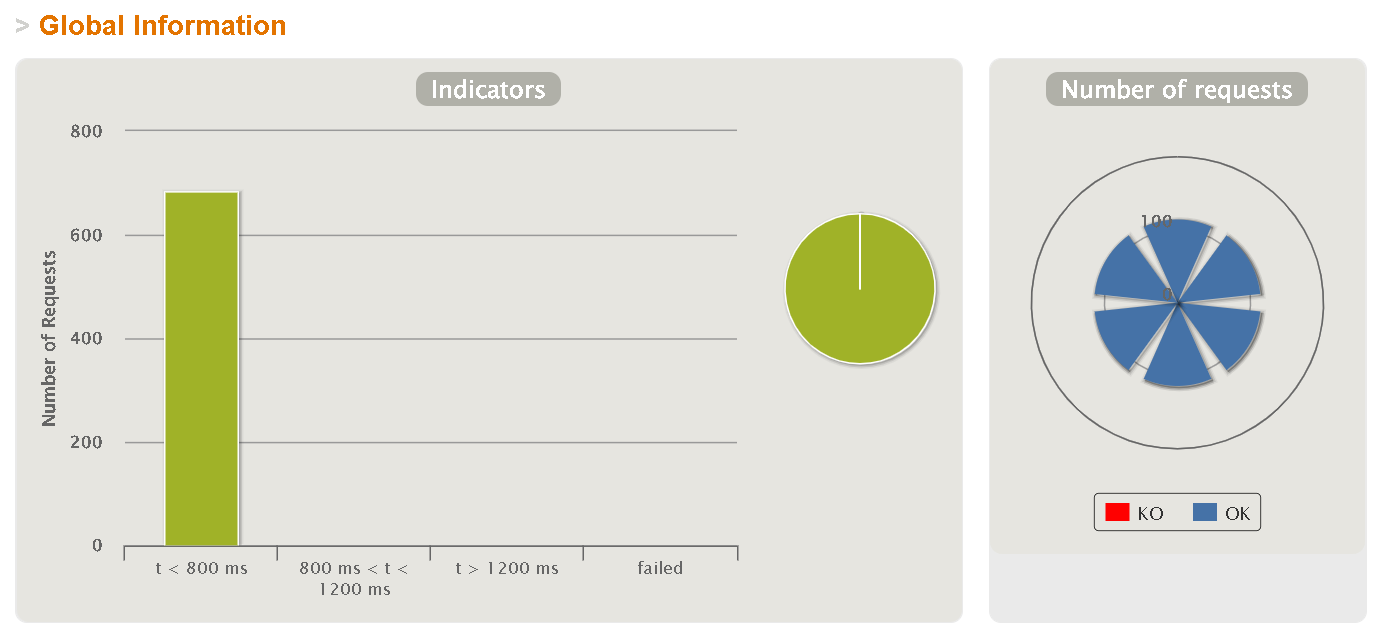 > Global Information
Indicators
Number of Requests
800
600
400
200
0
t < 800 ms
800 ms < t <
1200 ms
t > 1200 ms
failed
Number of requests
100
0
KO
OK